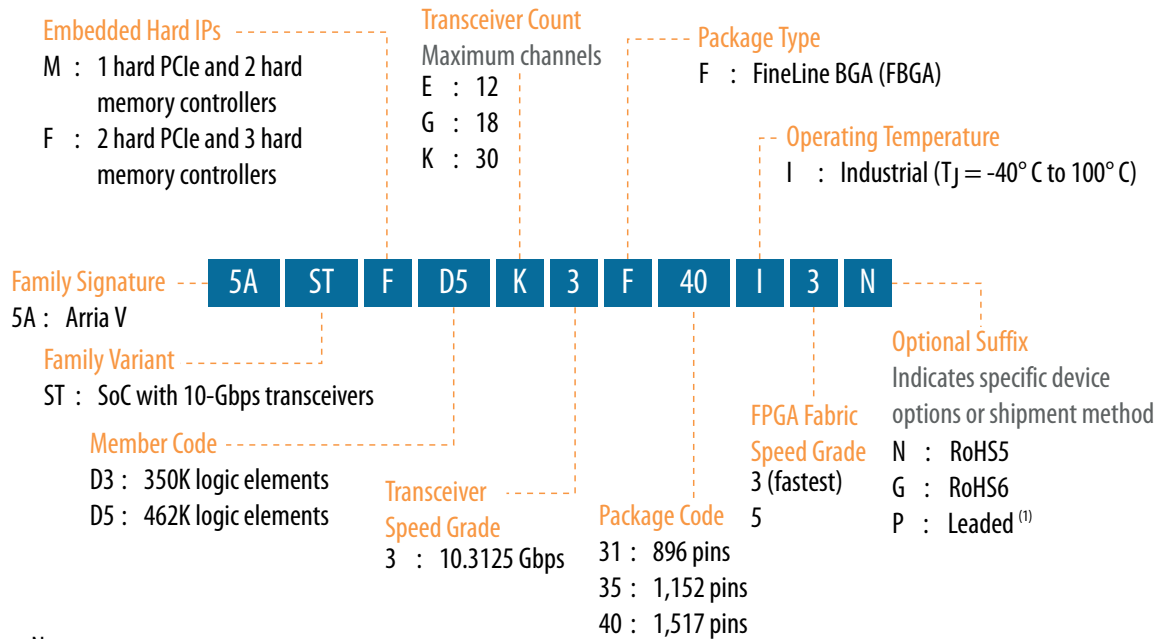 Embedded Hard IPs
M : 1 hard PCIe and 2 hard
memory controllers
F : 2 hard PCIe and 3 hard
memory controllers
Transceiver Count
Maximum channels
E : 12
G : 18
K : 30
Package Type
F : FineLine BGA (FBGA)
Operating Temperature
I : Industrial (TJ = -40° C to 100° C)
Family Signature
5A : Arria V
5A ST F D5 K 3 F 40 I 3 N
Family Variant
ST : SoC with 10-Gbps transceivers
Member Code
D3 : 350K logic elements
D5 : 462K logic elements
Transceiver
Speed Grade
3 : 10.3125 Gbps
Package Code
31 : 896 pins
35 : 1,152 pins
40 : 1,517 pins
FPGA Fabric
Speed Grade
3 (fastest)
5
Optional Suffix
Indicates specific device
options or shipment method
N : RoHS5
G : RoHS6
P : Leaded (1)